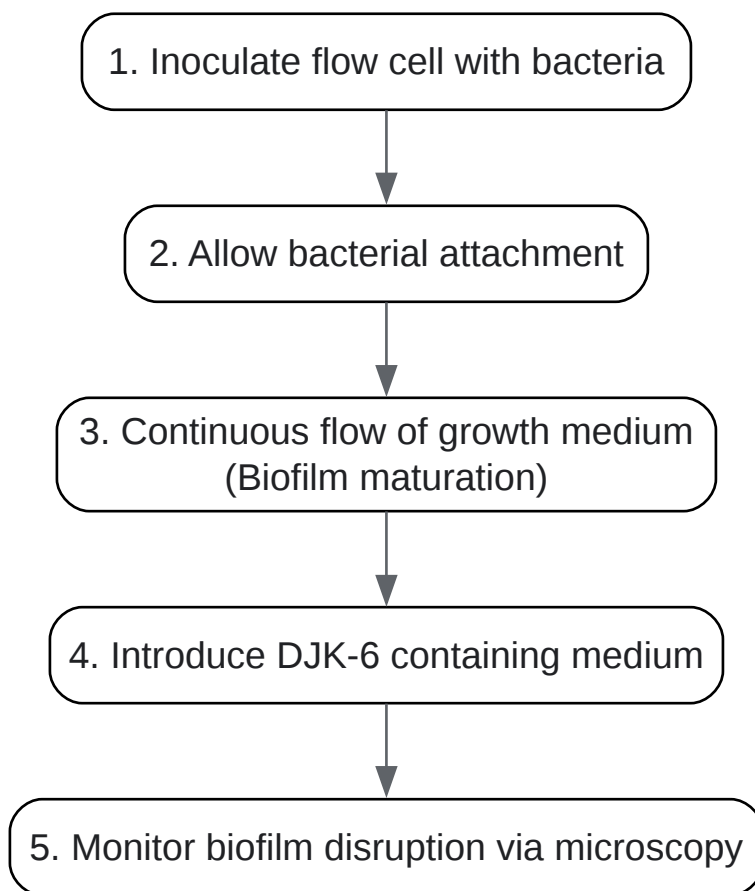 1. Inoculate flow cell with bacteria
2. Allow bacterial attachment
3. Continuous flow of growth medium
(Biofilm maturation)
4. Introduce DJK-6 containing medium
5. Monitor biofilm disruption via microscopy